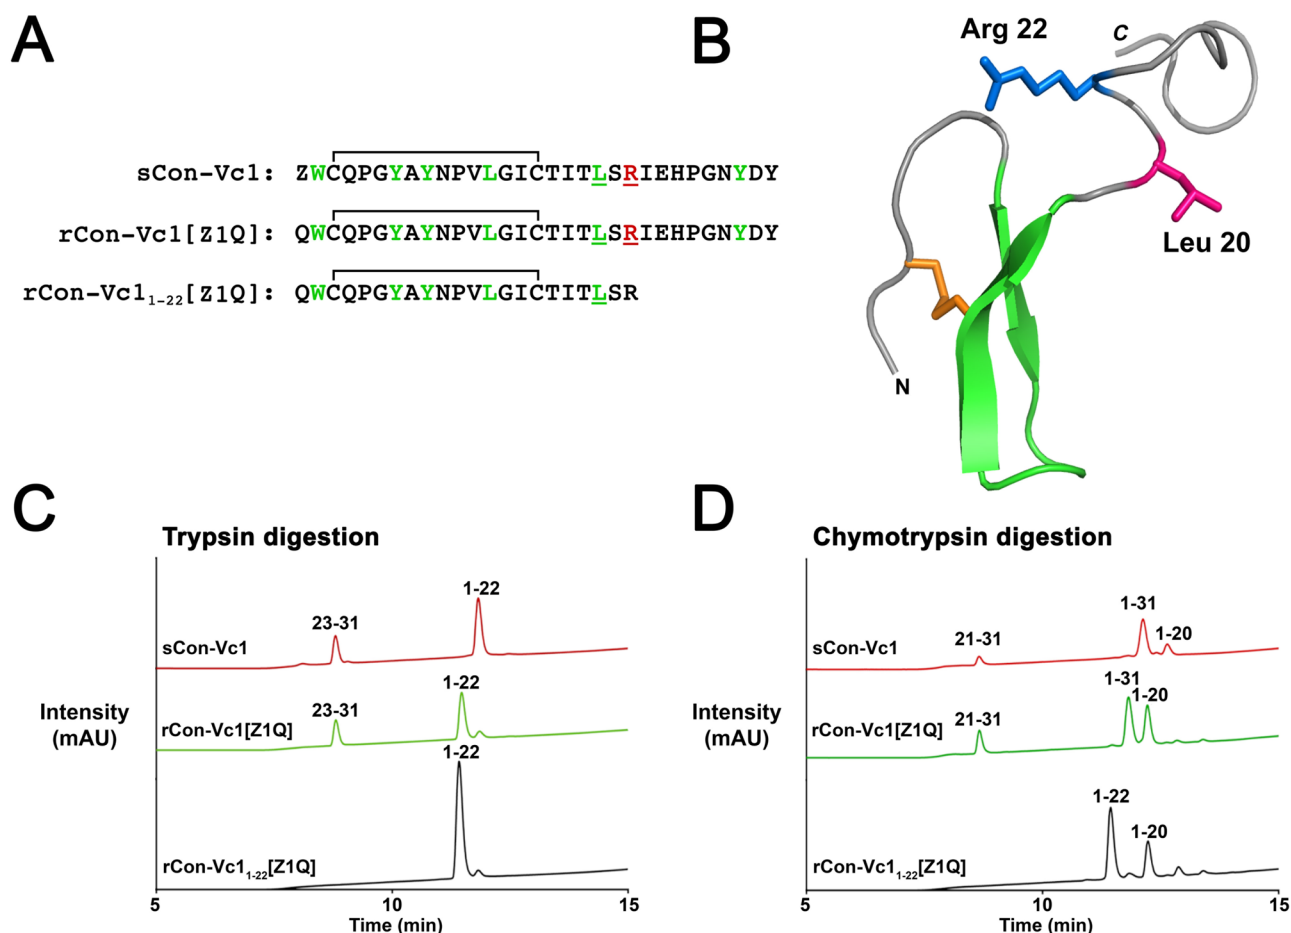 A
sCon-Vc1: ZWCQPGYAYNPVLGICTITLSRIEHPGNYDY
rCon-Vc1[Z1Q]: QWCQPGYAYNPVLGICTITLSRIEHPGNYDY
rCon-Vc1₁₋₂₂[Z1Q]: QWCQPGYAYNPVLGICTITLSR
B
Arg 22
C
Leu 20
N
C
Trypsin digestion
1-22
23-31
sCon-Vc1
1-22
23-31
rCon-Vc1[Z1Q]
1-22
rCon-Vc1₁₋₂₂[Z1Q]
Intensity
(mAU)
5 10 15
Time (min)
D
Chymotrypsin digestion
1-31
1-20
21-31
sCon-Vc1
1-31
1-20
21-31
rCon-Vc1[Z1Q]
1-22
1-20
rCon-Vc1₁₋₂₂[Z1Q]
Intensity
(mAU)
5 10 15
Time (min)